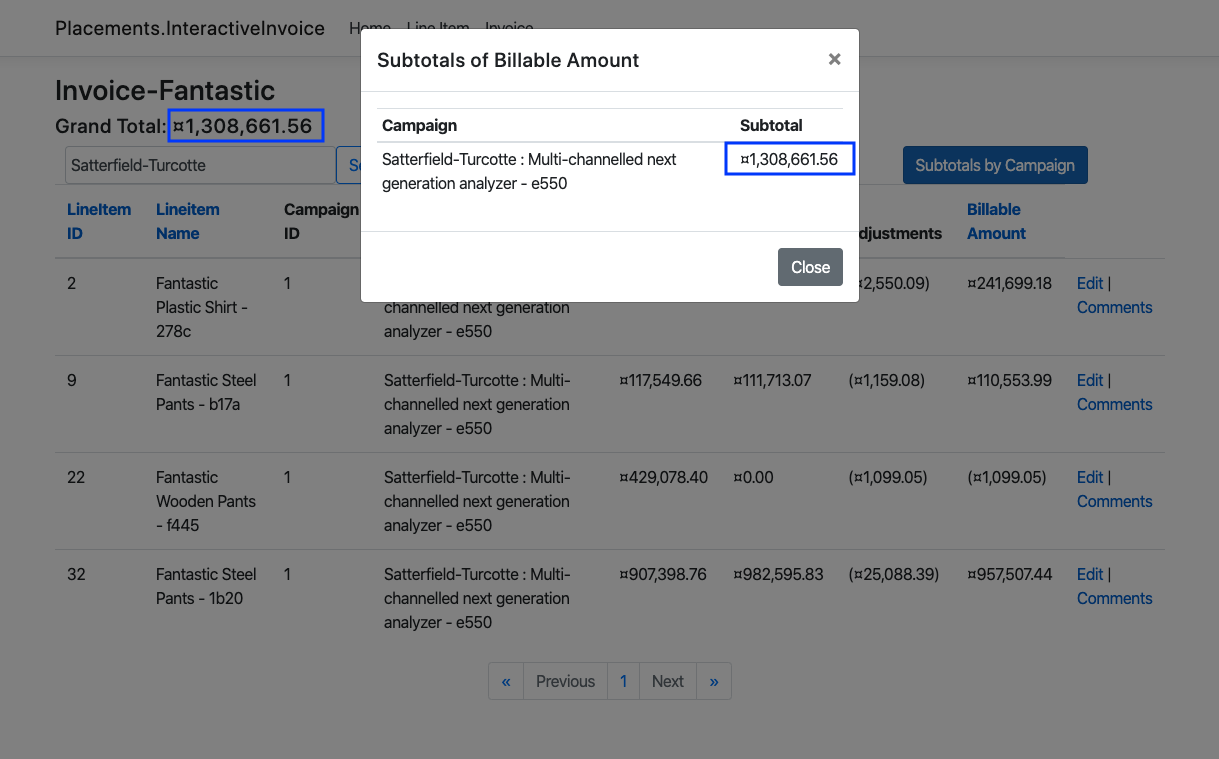 Placements.InteractiveInvoice Home Line Item Invoice
Subtotals of Billable Amount ×
Invoice-Fantastic
Grand Total: ¤1,308,661.56
Campaign Subtotal
Satterfield-Turcotte : Multi-channelled next ¤1,308,661.56
generation analyzer - e550
Close
Satterfield-Turcotte
Subtotals by Campaign
LineItem Lineitem Campaign Billable
ID Name ID djustments Amount
2 Fantastic 1 ¤2,550.09) ¤241,699.18 Edit |
Plastic Shirt - channelled next generation Comments
278c analyzer - e550
9 Fantastic Steel 1 Satterfield-Turcotte : Multi- ¤117,549.66 ¤111,713.07 (¤1,159.08) ¤110,553.99 Edit |
Pants - b17a channelled next generation Comments
analyzer - e550
22 Fantastic 1 Satterfield-Turcotte : Multi- ¤429,078.40 ¤0.00 (¤1,099.05) (¤1,099.05) Edit |
Wooden Pants channelled next generation Comments
- f445 analyzer - e550
32 Fantastic Steel 1 Satterfield-Turcotte : Multi- ¤907,398.76 ¤982,595.83 (¤25,088.39) ¤957,507.44 Edit |
Pants - 1b20 channelled next generation Comments
analyzer - e550
« Previous 1 Next »